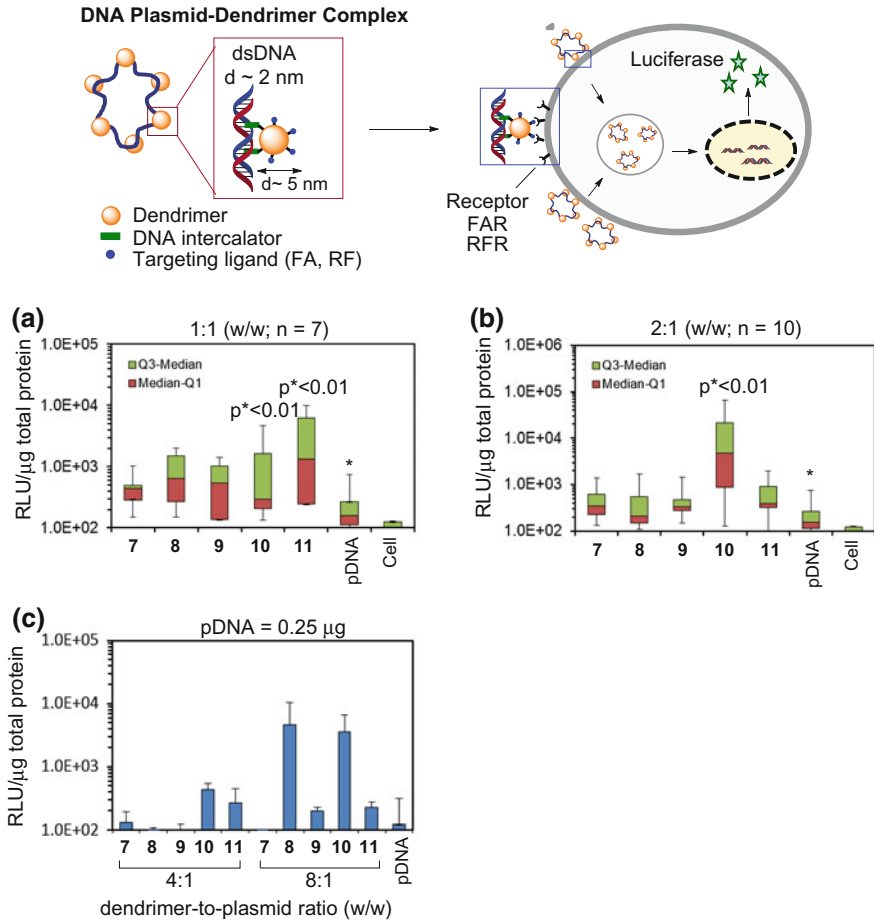 DNA Plasmid-Dendrimer Complex
dsDNA
d ~ 2 nm
d~ 5 nm
Dendrimer
DNA intercalator
Targeting ligand (FA, RF)
Luciferase
Receptor
FAR
RFR
(a)
1:1 (w/w; n = 7)
RLU/µg total protein
1.0E+05
1.0E+04
1.0E+03
1.0E+02
Q3-Median
Median-Q1
p*<0.01
p*<0.01
*
7 8 9 10 11 pDNA Cell
(b)
2:1 (w/w; n = 10)
RLU/µg total protein
1.0E+06
1.0E+05
1.0E+04
1.0E+03
1.0E+02
Q3-Median
Median-Q1
p*<0.01
*
7 8 9 10 11 pDNA Cell
(c)
pDNA = 0.25 µg
RLU/µg total protein
1.0E+05
1.0E+04
1.0E+03
1.0E+02
7 8 9 10 11 7 8 9 10 11 pDNA
4:1 8:1
dendrimer-to-plasmid ratio (w/w)